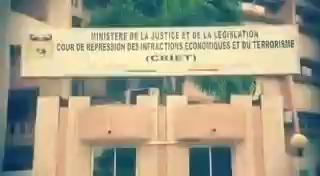 MINISTERE DE LA JUSTICE ET DE LA LEGISLATION
COUR DE REPRESSION DES INFRACTIONS ECONOMIQUES ET DU TERRORISME
(CRIET)